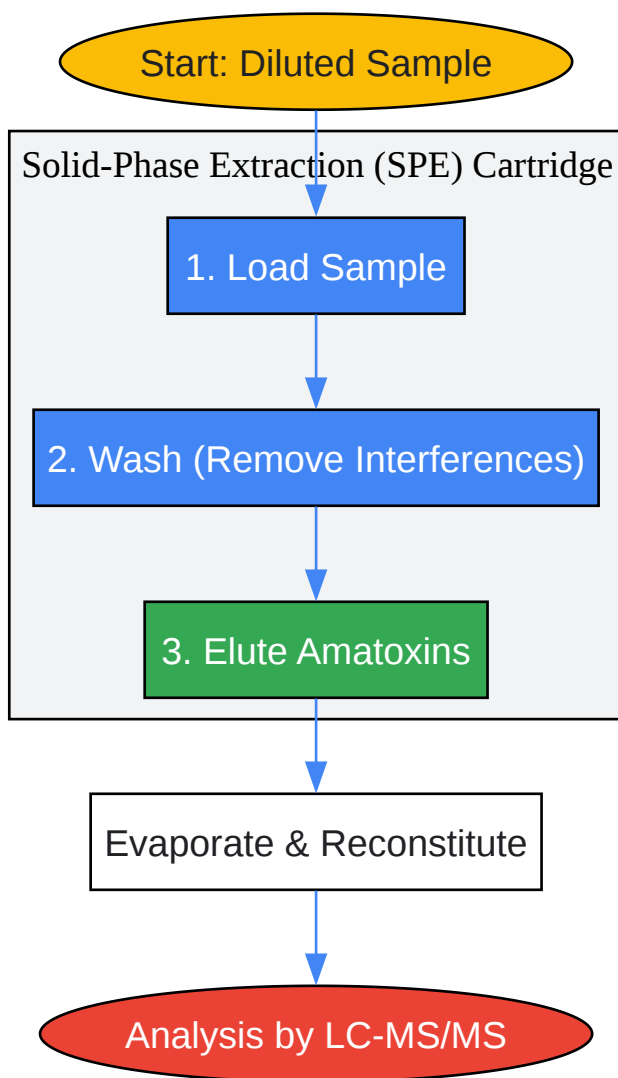 Start: Diluted Sample
Solid-Phase Extraction (SPE) Cartridge
1. Load Sample
2. Wash (Remove Interferences)
3. Elute Amatoxins
Evaporate & Reconstitute
Analysis by LC-MS/MS